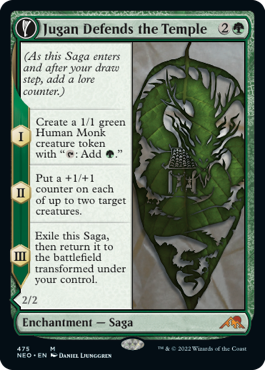 Jugan Defends the Temple 2
(As this Saga enters
and after your draw
step, add a lore
counter.)
I
Create a 1/1 green
Human Monk
creature token
with “: Add .”
II
Put a +1/+1
counter on each
of up to two target
creatures.
III
Exile this Saga,
then return it to
the battlefield
transformed under
your control.
2/2
Enchantment — Saga
475 M
NEO • EN DANIEL LJUNGGREN
™ & © 2022 Wizards of the Coast